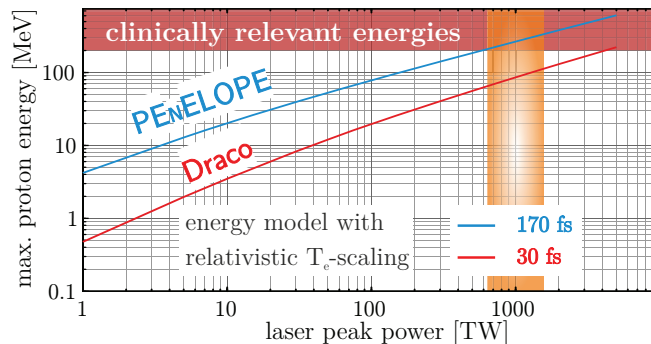 clinically relevant energies
max. proton energy [MeV]
100
10
1
0.1
PENELOPE
Draco
energy model with
relativistic Te-scaling
170 fs
30 fs
1
10
100
1000
laser peak power [TW]